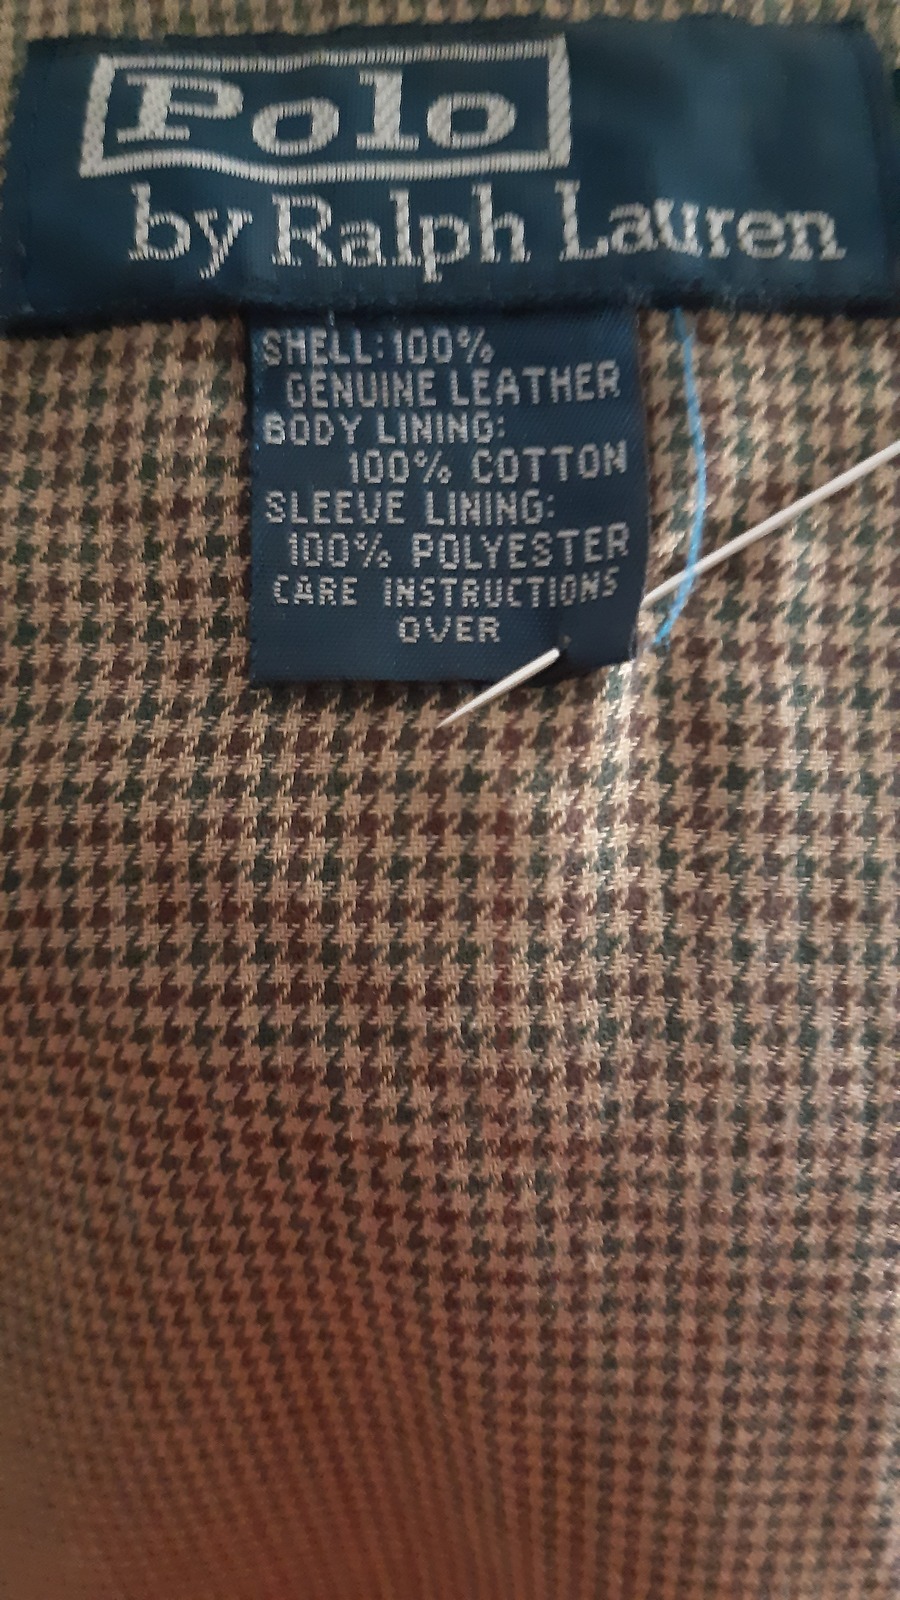 Polo
by Ralph Lauren
SHELL: 100%
GENUINE LEATHER
BODY LINING:
100% COTTON
SLEEVE LINING:
100% POLYESTER
CARE INSTRUCTIONS
OVER